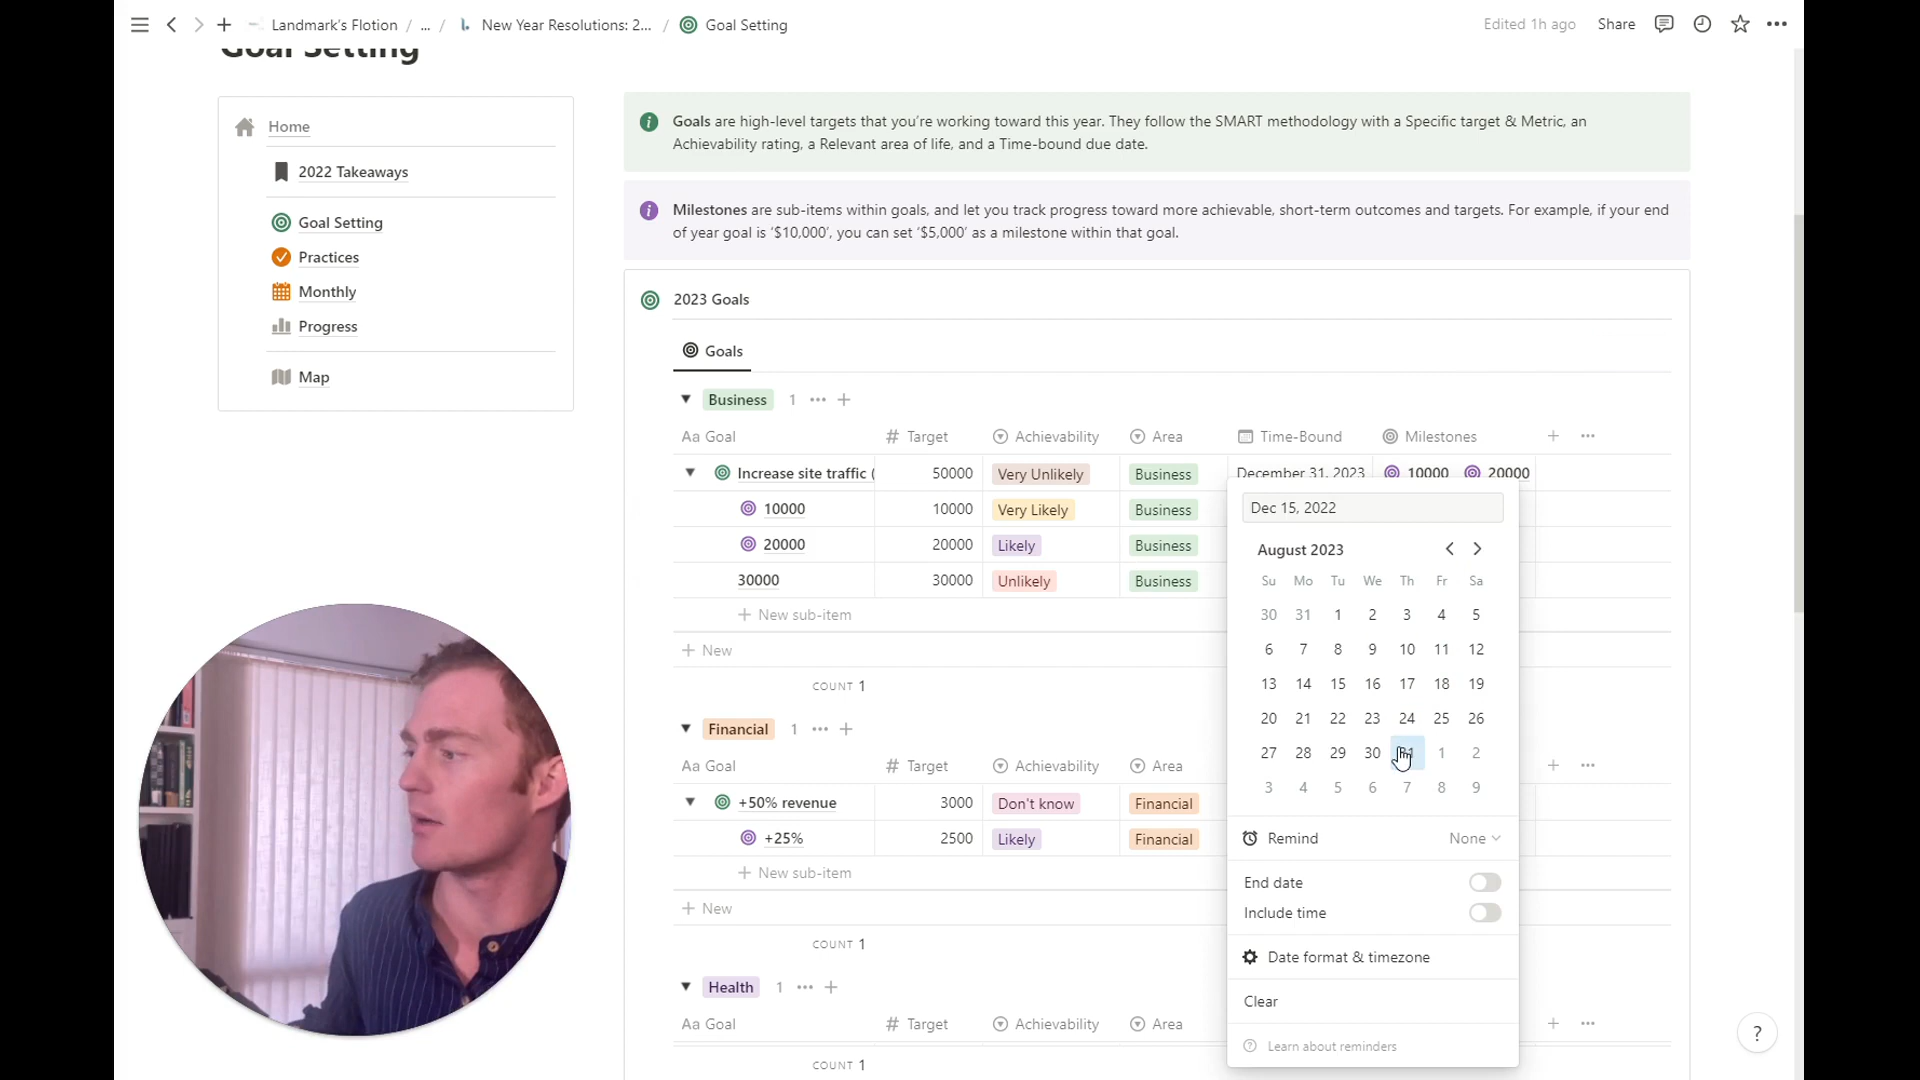 Landmark's Flotion / ... / New Year Resolutions: 2... / Goal Setting
Edited 1h ago Share
Goal Setting
Home
2022 Takeaways
Goal Setting
Practices
Monthly
Progress
Map
Goals are high-level targets that you're working toward this year. They follow the SMART methodology with a Specific target & Metric, an
Achievability rating, a Relevant area of life, and a Time-bound due date.
Milestones are sub-items within goals, and let you track progress toward more achievable, short-term outcomes and targets. For example, if your end
of year goal is '$10,000', you can set '$5,000' as a milestone within that goal.
2023 Goals
Goals
Business 1
Aa Goal # Target Achievability Area Time-Bound Milestones
Increase site traffic ( 50000 Very Unlikely Business December 31, 2023 10000 20000
10000 10000 Very Likely Business
20000 20000 Likely Business
30000 30000 Unlikely Business
+ New sub-item
+ New
COUNT 1
Financial 1
Aa Goal # Target Achievability Area
+50% revenue 3000 Don't know Financial
+25% 2500 Likely Financial
+ New sub-item
+ New
COUNT 1
Health 1
Aa Goal # Target Achievability Area
COUNT 1
Dec 15, 2022
August 2023
Su Mo Tu We Th Fr Sa
30 31 1 2 3 4 5
6 7 8 9 10 11 12
13 14 15 16 17 18 19
20 21 22 23 24 25 26
27 28 29 30 31 1 2
3 4 5 6 7 8 9
Remind None
End date
Include time
Date format & timezone
Clear
Learn about reminders
?